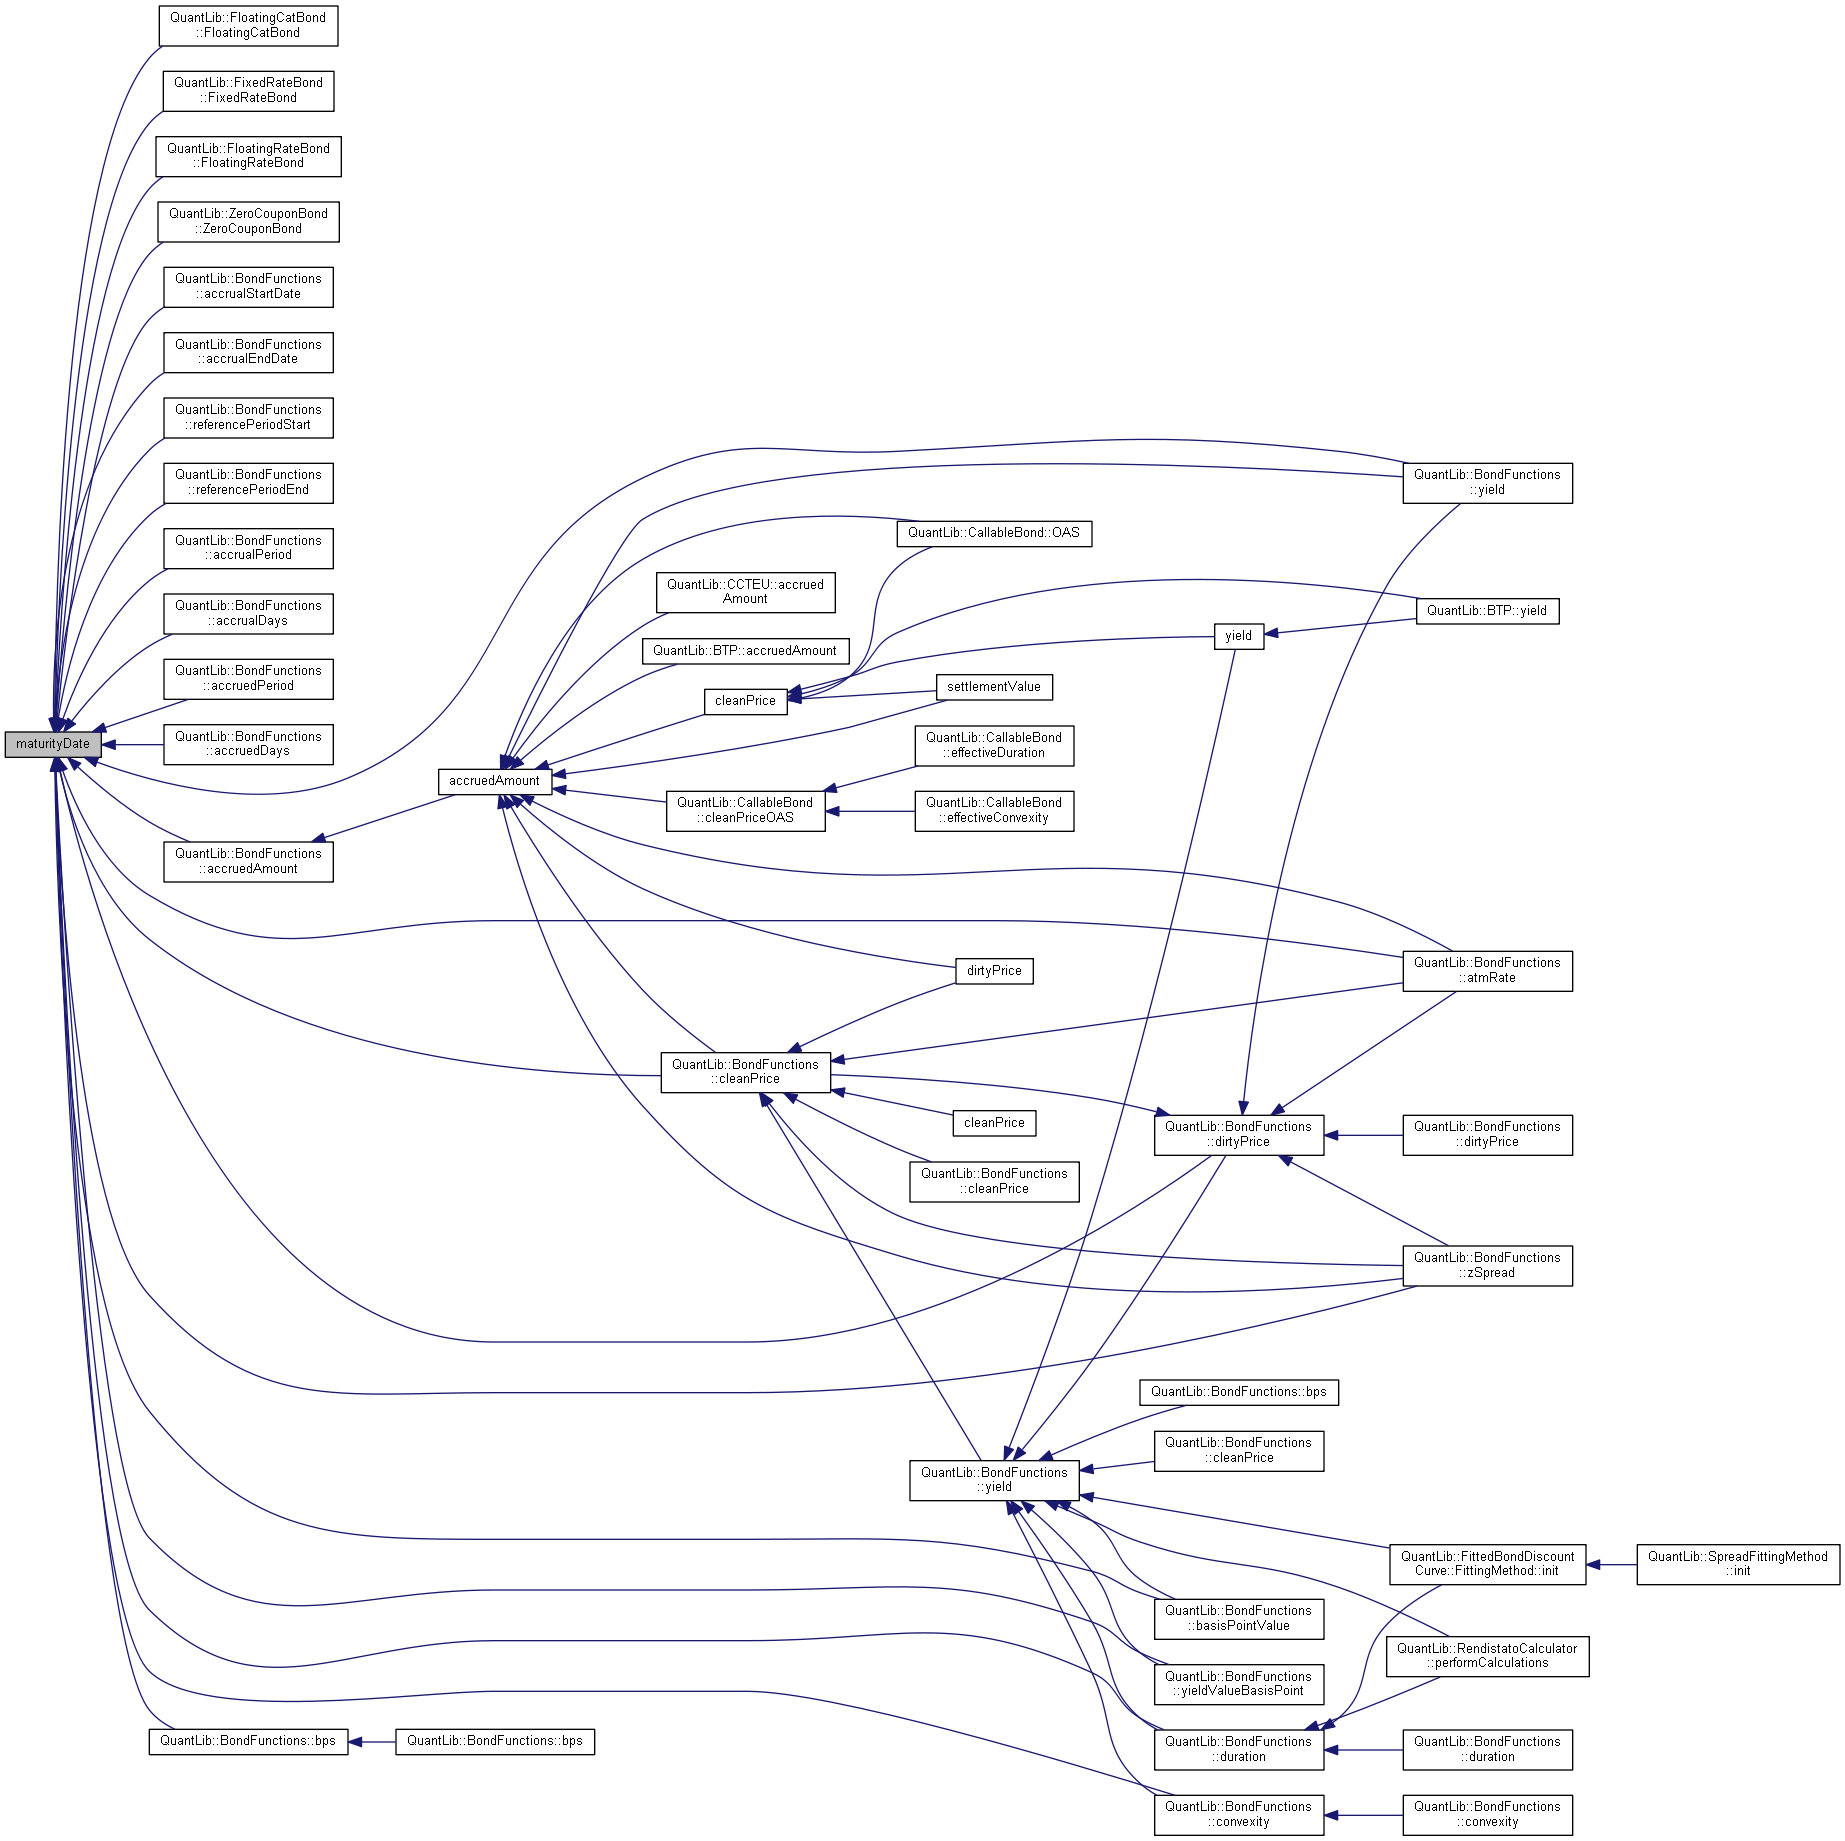 QuantLib::FloatingCatBond
::FloatingCatBond
QuantLib::FixedRateBond
::FixedRateBond
QuantLib::FloatingRateBond
::FloatingRateBond
QuantLib::ZeroCouponBond
::ZeroCouponBond
QuantLib::BondFunctions
::accrualStartDate
QuantLib::BondFunctions
::accrualEndDate
QuantLib::BondFunctions
::referencePeriodStart
QuantLib::BondFunctions
::referencePeriodEnd
QuantLib::BondFunctions
::accrualPeriod
QuantLib::BondFunctions
::accrualDays
QuantLib::BondFunctions
::accruedPeriod
QuantLib::BondFunctions
::accruedDays
maturityDate
QuantLib::BondFunctions
::accruedAmount
accruedAmount
QuantLib::BondFunctions
::yield
QuantLib::CallableBond::OAS
QuantLib::CCTEU::accrued
Amount
QuantLib::BTP::accruedAmount
QuantLib::BTP::yield
yield
cleanPrice
settlementValue
QuantLib::CallableBond
::effectiveDuration
QuantLib::CallableBond
::cleanPriceOAS
QuantLib::CallableBond
::effectiveConvexity
dirtyPrice
QuantLib::BondFunctions
::atmRate
QuantLib::BondFunctions
::cleanPrice
cleanPrice
QuantLib::BondFunctions
::dirtyPrice
QuantLib::BondFunctions
::dirtyPrice
QuantLib::BondFunctions
::cleanPrice
QuantLib::BondFunctions
::zSpread
QuantLib::BondFunctions::bps
QuantLib::BondFunctions
::cleanPrice
QuantLib::BondFunctions
::yield
QuantLib::FittedBondDiscount
Curve::FittingMethod::init
QuantLib::SpreadFittingMethod
::init
QuantLib::BondFunctions
::basisPointValue
QuantLib::RendistatoCalculator
::performCalculations
QuantLib::BondFunctions
::yieldValueBasisPoint
QuantLib::BondFunctions::bps
QuantLib::BondFunctions::bps
QuantLib::BondFunctions
::duration
QuantLib::BondFunctions
::duration
QuantLib::BondFunctions
::convexity
QuantLib::BondFunctions
::convexity